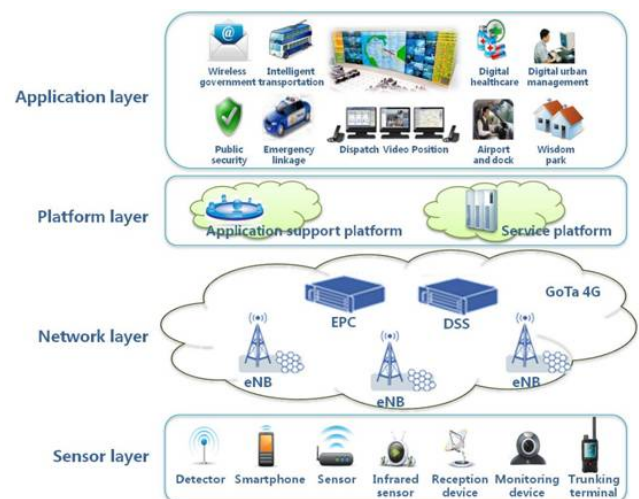 Application layer
Wireless
government
Intelligent
transportation
Digital
healthcare
Digital urban
management
Public
security
Emergency
linkage
Dispatch Video Position
Airport
and dock
Wisdom
park
Platform layer
Application support platform
Service platform
Network layer
GoTa 4G
EPC
DSS
eNB
eNB
eNB
Sensor layer
Detector
Smartphone
Sensor
Infrared
sensor
Reception
device
Monitoring
device
Trunking
terminal